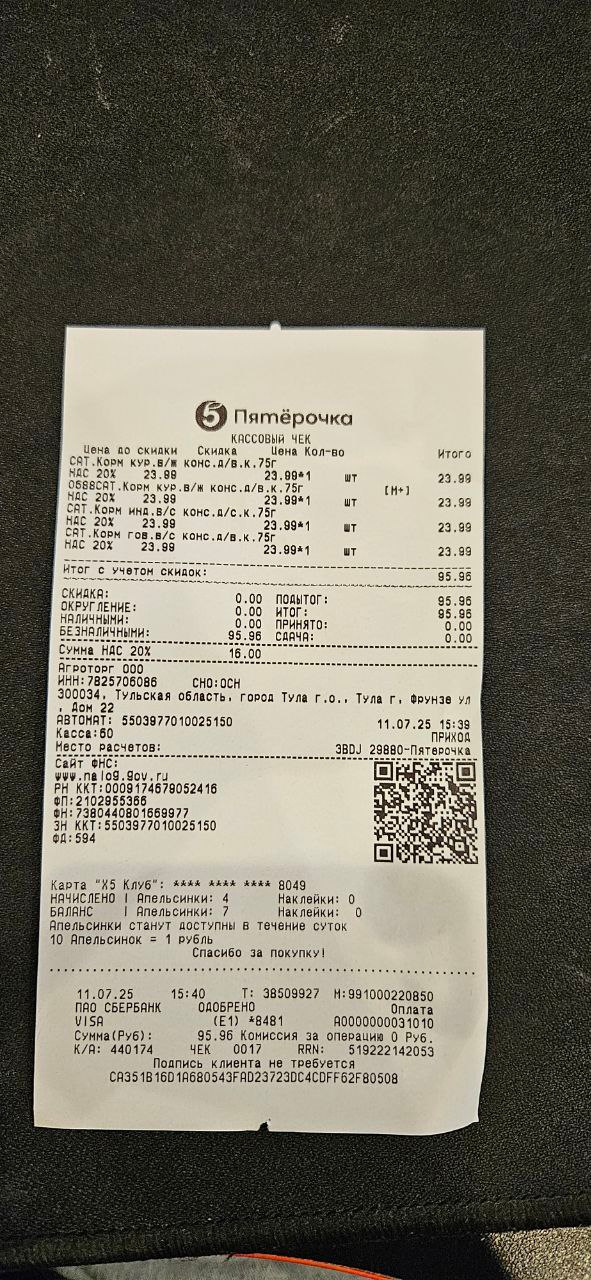 5 Пятёрочка
КАССОВЫЙ ЧЕК
Цена до скидки Скидка Цена Кол-во Итого
САТ.Корм кур.в/ж конс.д/в.к.75г
НДС 20% 23.99 23.99*1 шт 23.99
0688САТ.Корм кур.в/ж конс.д/в.к.75г [М+]
НДС 20% 23.99 23.99*1 шт 23.99
САТ.Корм инд.в/с конс.д/с.к.75г
НДС 20% 23.99 23.99*1 шт 23.99
САТ.Корм гов.в/с конс.д/в.к.75г
НДС 20% 23.99 23.99*1 шт 23.99
Итог с учетом скидок: 95.96
СКИДКА: 0.00 ПОДЫТОГ: 95.96
ОКРУГЛЕНИЕ: 0.00 ИТОГ: 95.96
НАЛИЧНЫМИ: 0.00 ПРИНЯТО: 0.00
БЕЗНАЛИЧНЫМИ: 95.96 СДАЧА: 0.00
Сумма НДС 20% 16.00
Агроторг ООО
ИНН:7825706086 СНО:ОСН
300034, Тульская область, город Тула г.о., Тула г, Фрунзе ул
, Дом 22
АВТОМАТ: 5503977010025150 11.07.25 15:39
Касса:60 ПРИХОД
Место расчетов: 3BDJ 29880-Пятерочка
Сайт ФНС:
www.nalog.gov.ru
РН ККТ:0009174679052416
ФП:2102955366
ФН:7380440801669977
ЗН ККТ:5503977010025150
ФД:594
Карта "X5 Клуб": **** **** **** 8049
НАЧИСЛЕНО | Апельсинки: 4 Наклейки: 0
БАЛАНС | Апельсинки: 7 Наклейки: 0
Апельсинки станут доступны в течение суток
10 Апельсинок = 1 рубль
Спасибо за покупку!
11.07.25 15:40 Т: 38509927 М:991000220850
ПАО СБЕРБАНК ОДОБРЕНО Оплата
VISA (E1) *8481 A0000000031010
Сумма(Руб): 95.96 Комиссия за операцию 0 Руб.
К/А: 440174 ЧЕК 0017 RRN: 519222142053
Подпись клиента не требуется
CA351B16D1A680543FAD23723DC4CDFF62F80508